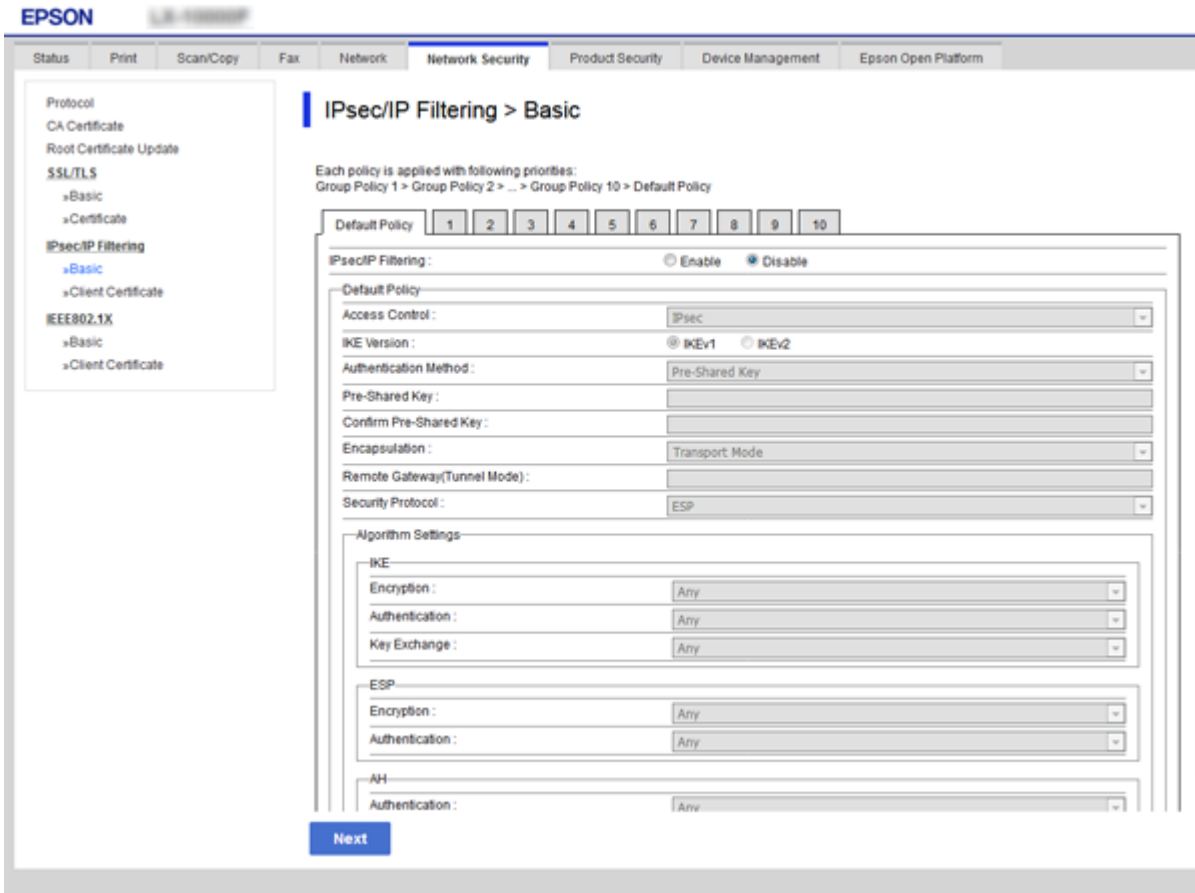 EPSON
Status Print Scan/Copy Fax Network Network Security Product Security Device Management Epson Open Platform
Protocol
CA Certificate
Root Certificate Update
SSL/TLS
»Basic
»Certificate
IPsec/IP Filtering
»Basic
»Client Certificate
IEEE802.1X
»Basic
»Client Certificate
IPsec/IP Filtering > Basic
Each policy is applied with following priorities:
Group Policy 1 > Group Policy 2 > ... > Group Policy 10 > Default Policy
Default Policy 1 2 3 4 5 6 7 8 9 10
IPsec/IP Filtering : Enable Disable
Default Policy
Access Control : IPsec
IKE Version : IKEv1 IKEv2
Authentication Method : Pre-Shared Key
Pre-Shared Key :
Confirm Pre-Shared Key :
Encapsulation : Transport Mode
Remote Gateway(Tunnel Mode) :
Security Protocol : ESP
Algorithm Settings
IKE
Encryption : Any
Authentication : Any
Key Exchange : Any
ESP
Encryption : Any
Authentication : Any
AH
Authentication : Any
Next